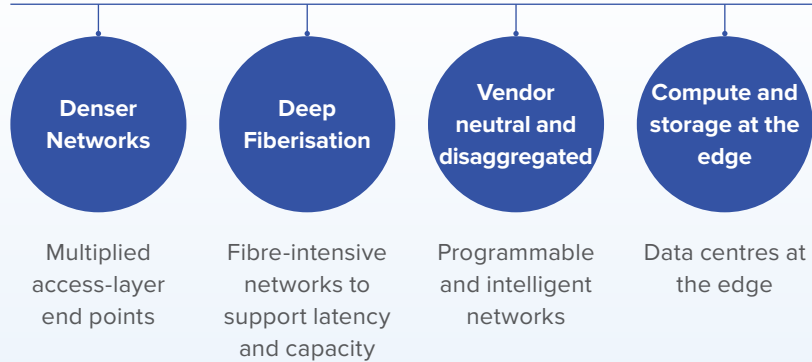 Denser
Networks
Multiplied
access-layer
end points
Deep
Fiberisation
Fibre-intensive
networks to
support latency
and capacity
Vendor
neutral and
disaggregated
Programmable
and intelligent
networks
Compute and
storage at the
edge
Data centres at
the edge